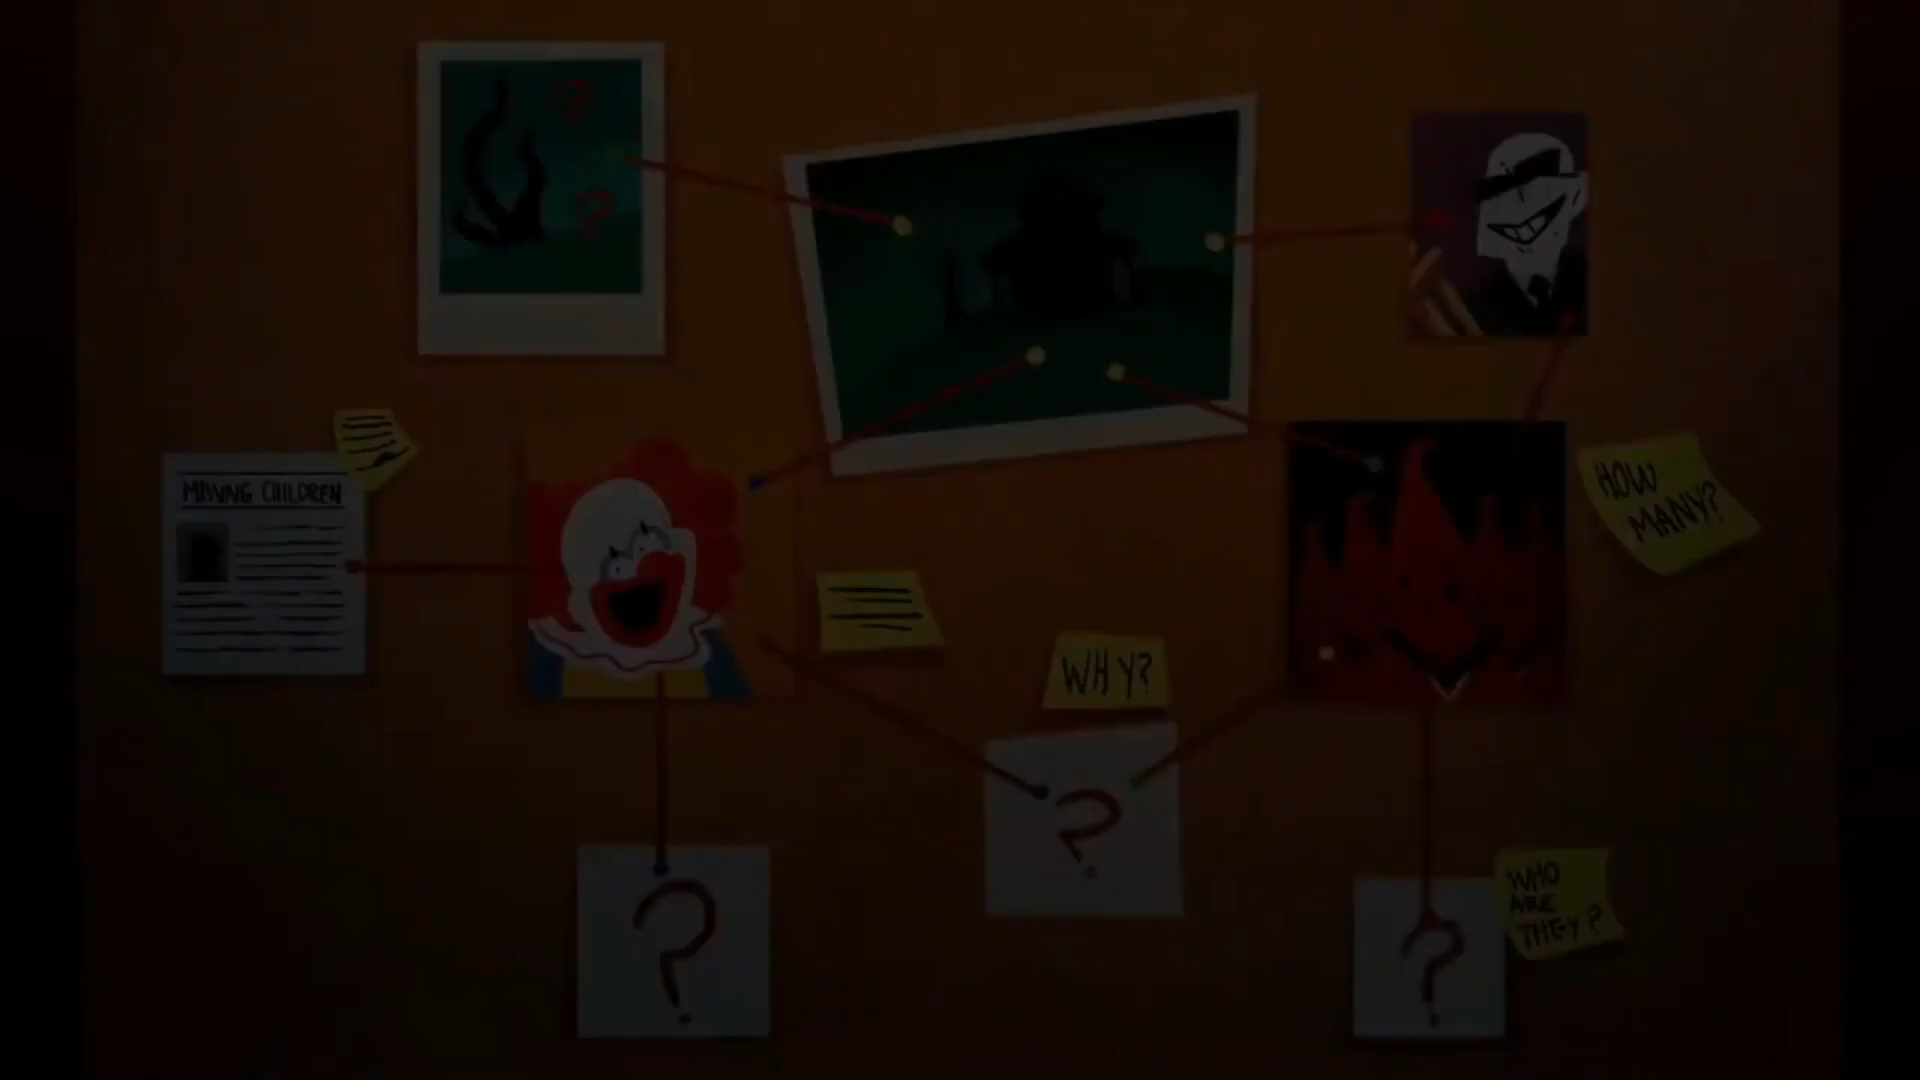 ?
?
MISSING CHILDREN
HOW
MANY?
WHY?
?
?
WHO
ARE
THEY?
?